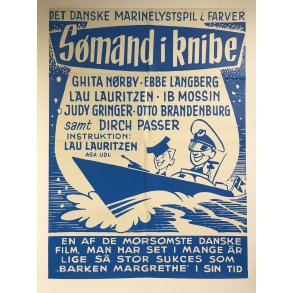 DET DANSKE MARINELYSTSPIL i FARVER
Sømand i knibe
GHITA NØRBY · EBBE LANGBERG
LAU LAURITZEN · IB MOSSIN
JUDY GRINGER · OTTO BRANDENBURG
samt DIRCH PASSER
INSTRUKTION:
LAU LAURITZEN
ASA UDL.
EN AF DE MORSOMSTE DANSKE
FILM, MAN HAR SET I MANGE ÅR
LIGE SÅ STOR SUKCES SOM
„BARKEN MARGRETHE" I SIN TID